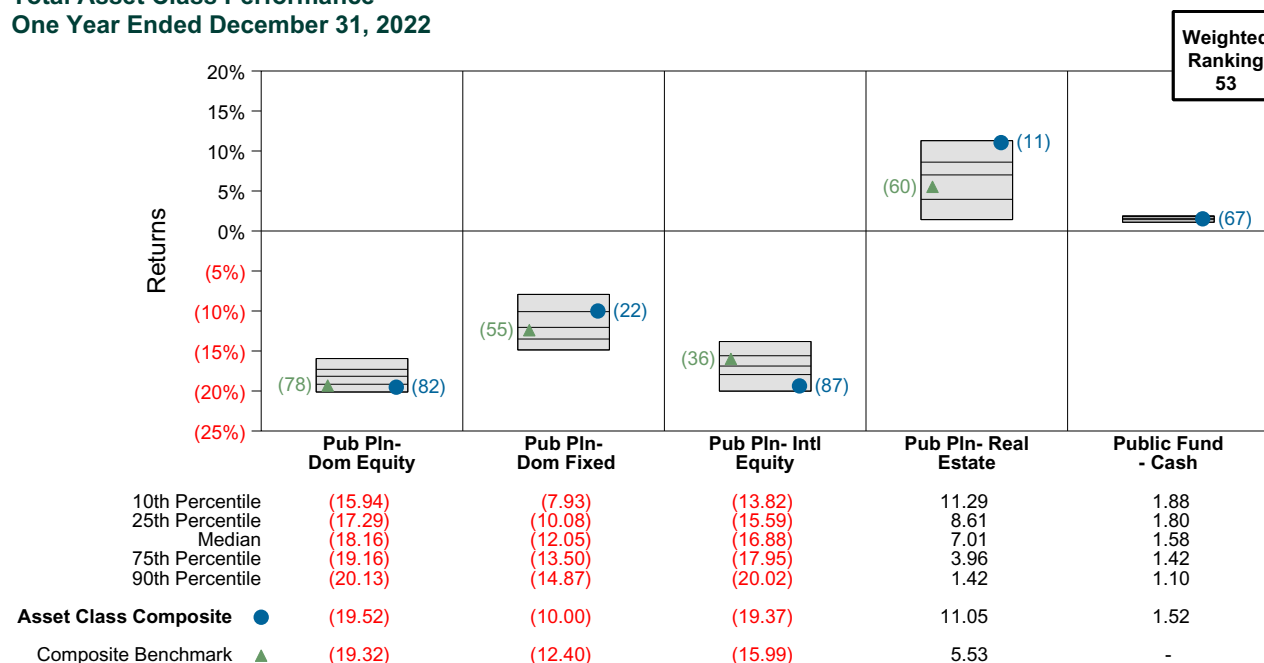 Total Asset Class Performance
One Year Ended December 31, 2022
Weighted
Ranking
53
Returns
20%
15%
10%
5%
0%
(5%)
(10%)
(15%)
(20%)
(25%)
(78)
(82)
(55)
(22)
(36)
(87)
(60)
(11)
(67)
Pub Pln-
Dom Equity
Pub Pln-
Dom Fixed
Pub Pln- Intl
Equity
Pub Pln- Real
Estate
Public Fund
- Cash
10th Percentile (15.94) (7.93) (13.82) 11.29 1.88
25th Percentile (17.29) (10.08) (15.59) 8.61 1.80
Median (18.16) (12.05) (16.88) 7.01 1.58
75th Percentile (19.16) (13.50) (17.95) 3.96 1.42
90th Percentile (20.13) (14.87) (20.02) 1.42 1.10
Asset Class Composite (19.52) (10.00) (19.37) 11.05 1.52
Composite Benchmark (19.32) (12.40) (15.99) 5.53 -